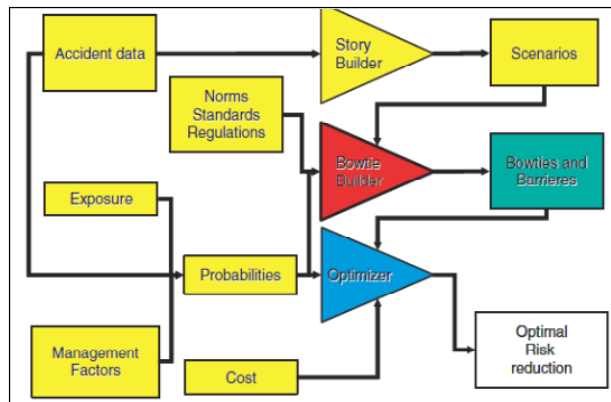 Accident data
Story
Builder
Scenarios
Norms
Standards
Regulations
Bowtie
Builder
Bowties and
Barrieres
Exposure
Probabilities
Optimizer
Management
Factors
Cost
Optimal
Risk
reduction